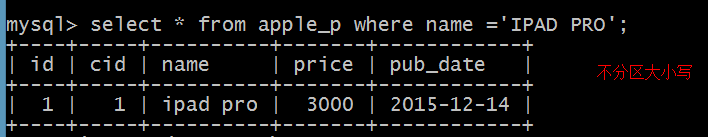 mysql> select * from apple_p where name ='IPAD PRO';
+----+-----+----------+-------+------------+
| id | cid | name     | price | pub_date   |
+----+-----+----------+-------+------------+
|  1 |   1 | ipad pro |  3000 | 2015-12-14 |
+----+-----+----------+-------+------------+
不分区大小写